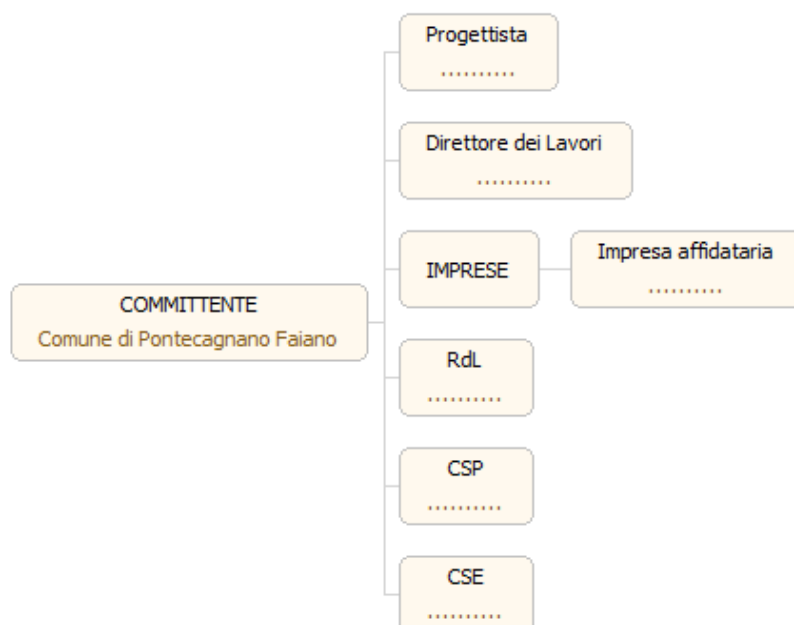 Progettista
..........
Direttore dei Lavori
..........
IMPRESE
Impresa affidataria
..........
COMMITTENTE
Comune di Pontecagnano Faiano
RdL
..........
CSP
..........
CSE
..........